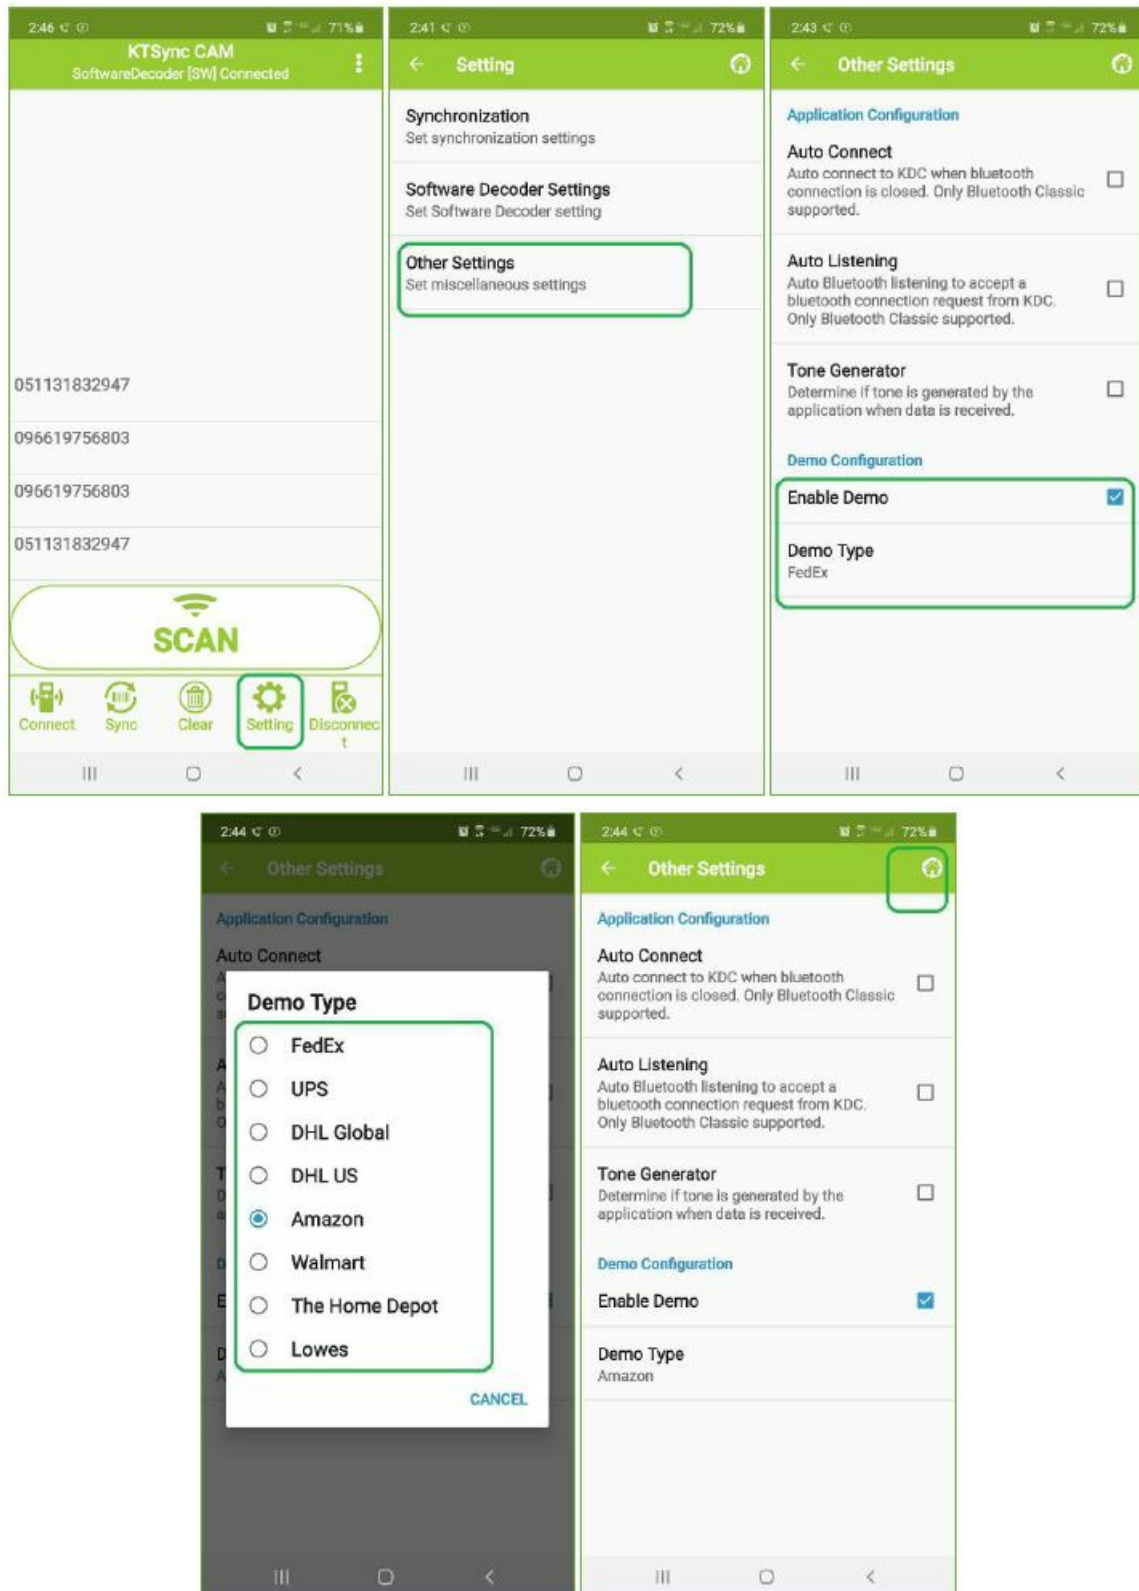 2:46
71%
KTSync CAM
SoftwareDecoder [SW] Connected
051131832947
096619756803
096619756803
051131832947
SCAN
Connect
Sync
Clear
Setting
Disconnec
t
2:41
72%
Setting
Synchronization
Set synchronization settings
Software Decoder Settings
Set Software Decoder setting
Other Settings
Set miscellaneous settings
2:43
72%
Other Settings
Application Configuration
Auto Connect
Auto connect to KDC when bluetooth
connection is closed. Only Bluetooth Classic
supported.
Auto Listening
Auto Bluetooth listening to accept a
bluetooth connection request from KDC.
Only Bluetooth Classic supported.
Tone Generator
Determine if tone is generated by the
application when data is received.
Demo Configuration
Enable Demo
Demo Type
FedEx
2:44
72%
Other Settings
Application Configuration
Auto Connect
Demo Type
FedEx
UPS
DHL Global
DHL US
Amazon
Walmart
The Home Depot
Lowes
CANCEL
2:44
72%
Other Settings
Application Configuration
Auto Connect
Auto connect to KDC when bluetooth
connection is closed. Only Bluetooth Classic
supported.
Auto Listening
Auto Bluetooth listening to accept a
bluetooth connection request from KDC.
Only Bluetooth Classic supported.
Tone Generator
Determine if tone is generated by the
application when data is received.
Demo Configuration
Enable Demo
Demo Type
Amazon